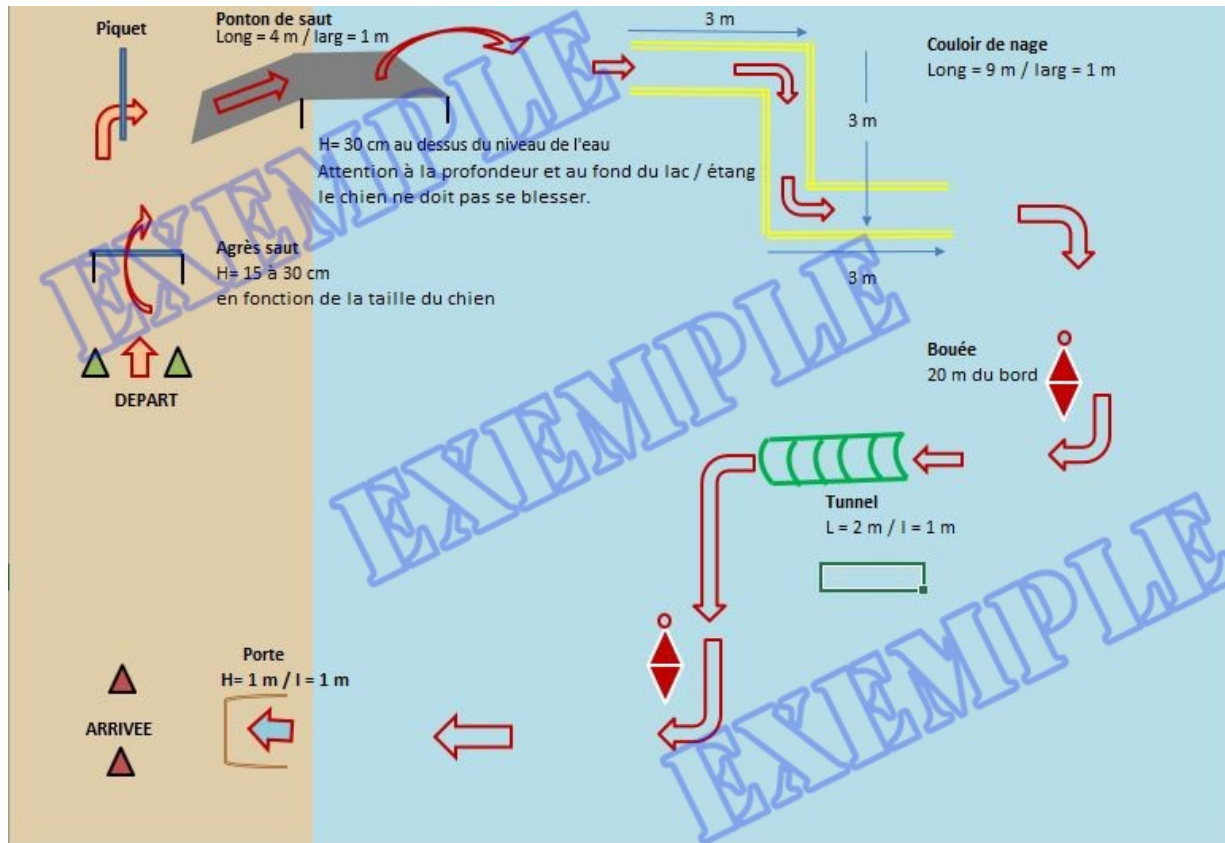 Piquet
Ponton de saut
Long = 4 m / larg = 1 m
3 m
Couloir de nage
Long = 9 m / larg = 1 m
3 m
H= 30 cm au dessus du niveau de l'eau
Attention à la profondeur et au fond du lac / étang
le chien ne doit pas se blesser.
Agrès saut
H= 15 à 30 cm
en fonction de la taille du chien
3 m
DEPART
Bouée
20 m du bord
Tunnel
L = 2 m / l = 1 m
Porte
H= 1 m / l = 1 m
ARRIVEE
EXEMPLE
EXEMPLE
EXEMPLE